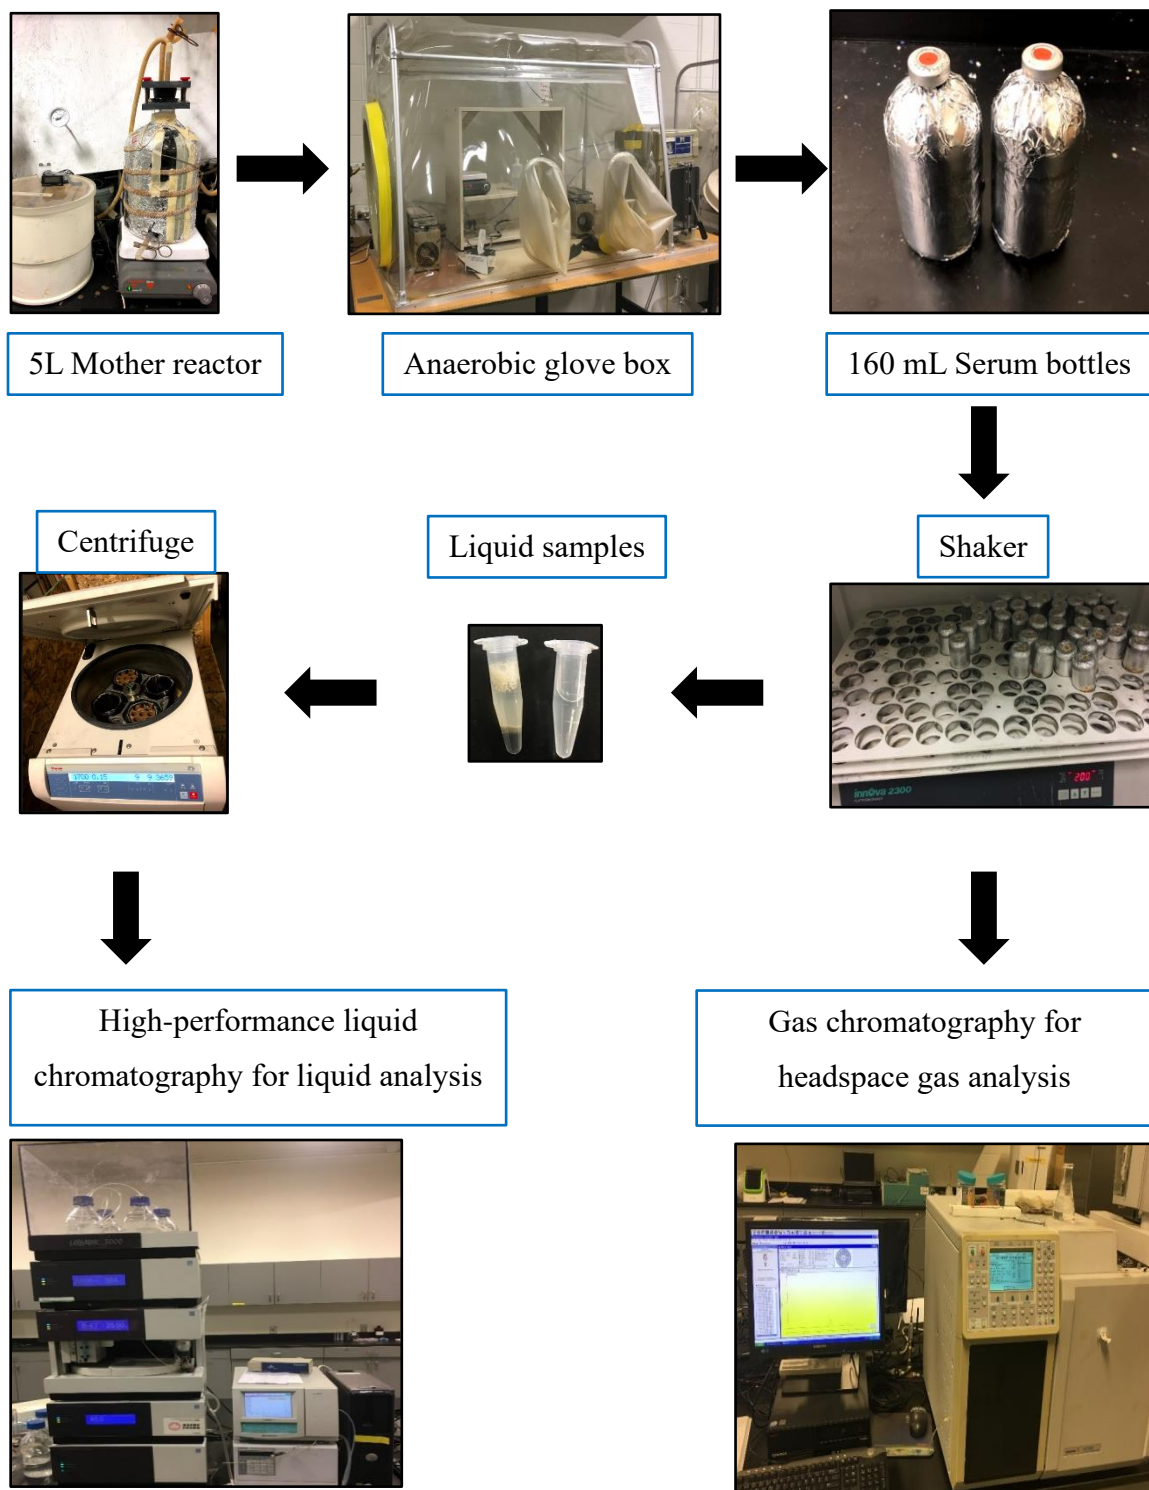 5L Mother reactor
Anaerobic glove box
160 mL Serum bottles
Centrifuge
Liquid samples
Shaker
innova 2300
High-performance liquid
chromatography for liquid analysis
Gas chromatography for
headspace gas analysis